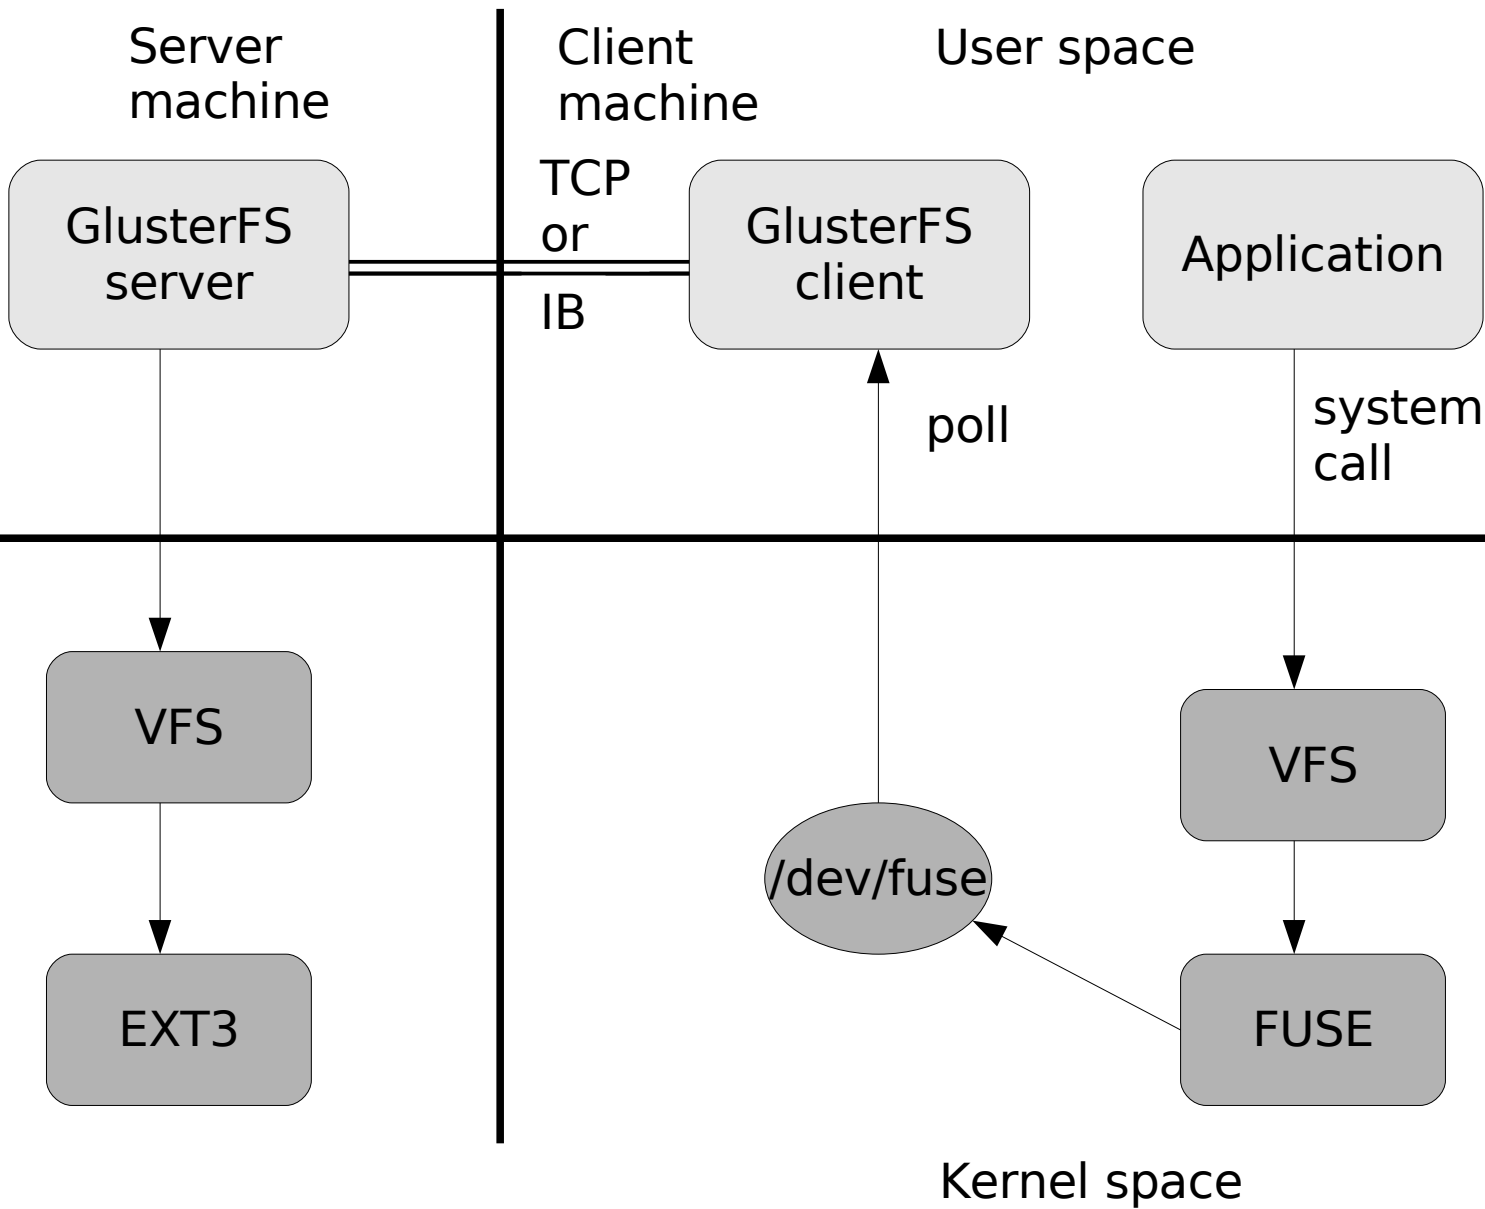 Server
machine
Client
machine
User space
GlusterFS
server
TCP
or
IB
GlusterFS
client
Application
poll
system
call
VFS
VFS
/dev/fuse
EXT3
FUSE
Kernel space